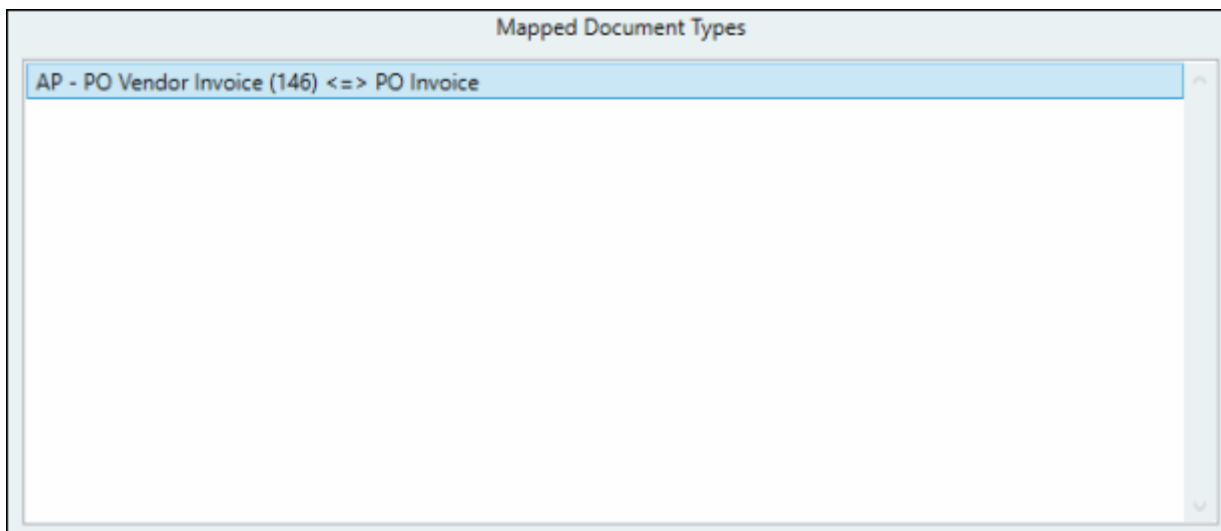 Mapped Document Types
AP - PO Vendor Invoice (146) <=> PO Invoice